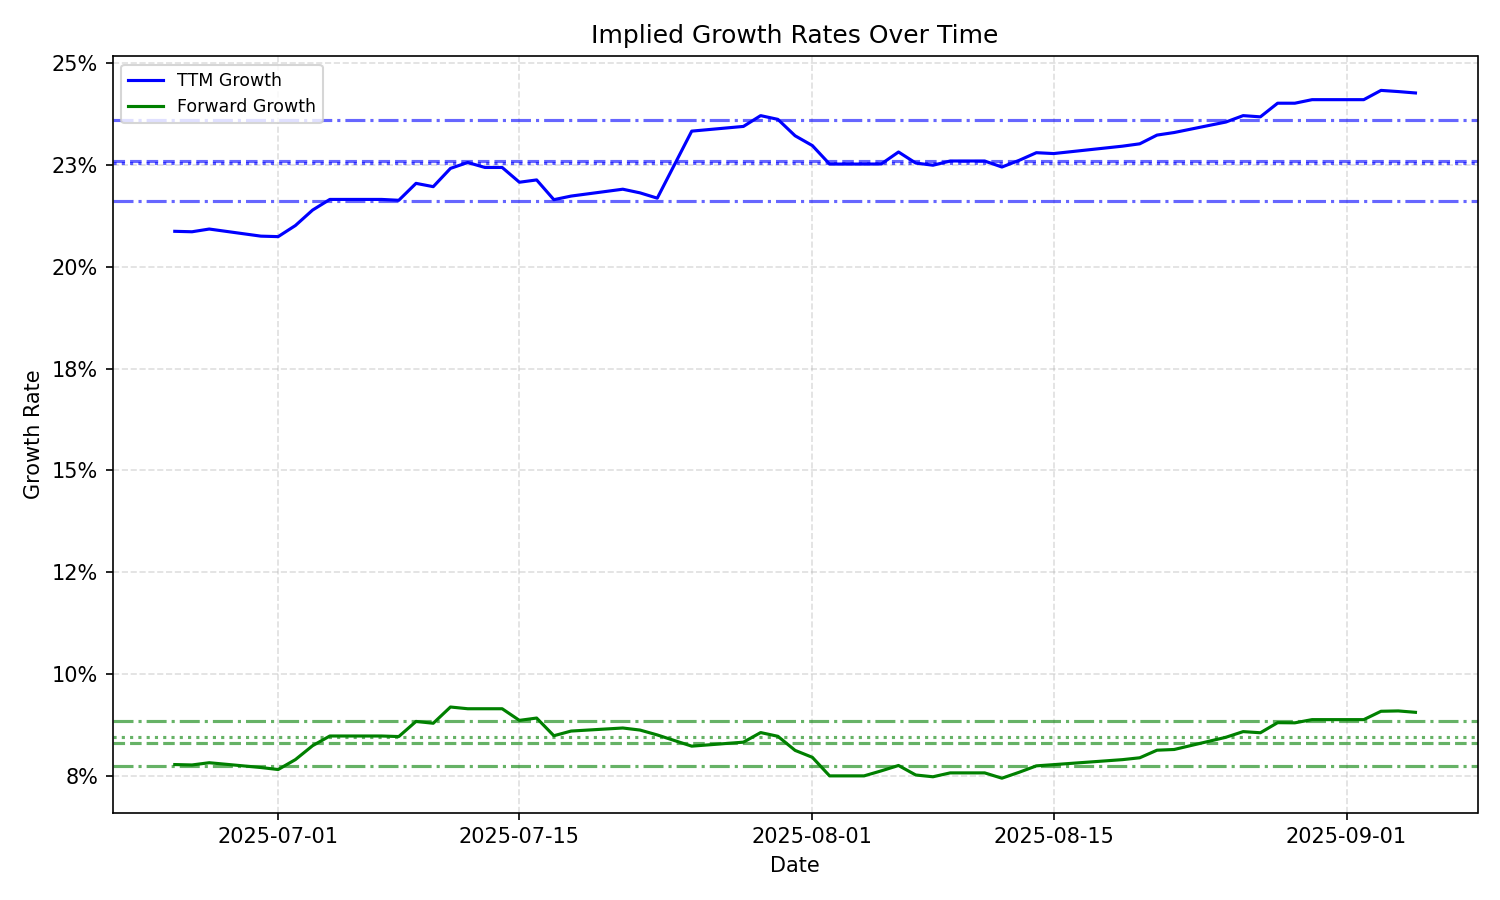 Implied Growth Rates Over Time
TTM Growth
Forward Growth
25%
23%
20%
18%
15%
12%
10%
8%
Growth Rate
2025-07-01
2025-07-15
2025-08-01
2025-08-15
2025-09-01
Date